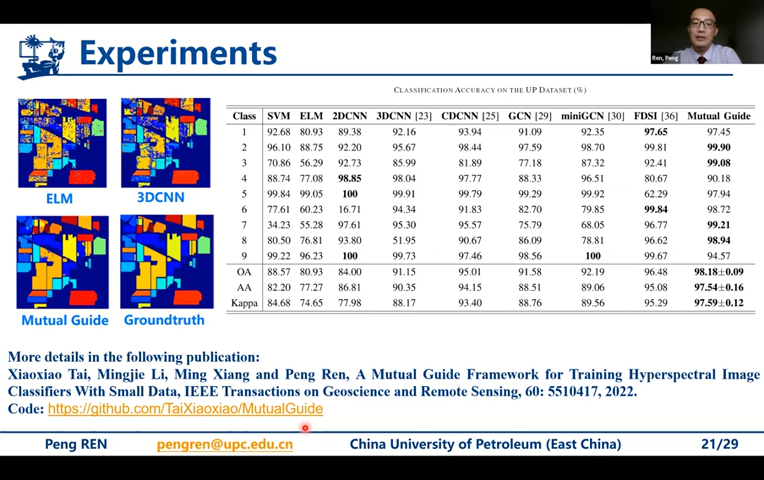 Experiments
Ren, Peng
CLASSIFICATION ACCURACY ON THE UP DATASET (%)
Class SVM ELM 2DCNN 3DCNN [23] CDCNN [25] GCN [29] miniGCN [30] FDSI [36] Mutual Guide
1 92.68 80.93 89.38 92.16 93.94 91.09 92.35 97.65 97.45
2 96.10 88.75 92.20 95.67 98.44 97.59 98.70 99.81 99.90
3 70.86 56.29 92.73 85.99 81.89 77.18 87.32 92.41 99.08
4 88.74 77.08 98.85 98.04 97.77 88.33 96.51 80.67 90.18
5 99.84 99.05 100 99.91 99.79 99.29 99.92 62.29 97.94
6 77.61 60.23 16.71 94.34 91.83 82.70 79.85 99.84 98.72
7 34.23 55.28 97.61 95.30 95.57 75.79 68.05 96.77 99.21
8 80.50 76.81 93.80 51.95 90.67 86.09 78.81 96.62 98.94
9 99.22 96.23 100 99.73 97.46 98.56 100 99.67 94.57
OA 88.57 80.93 84.00 91.15 95.01 91.58 92.19 96.48 98.18±0.09
AA 82.20 77.27 86.81 90.35 94.15 88.51 89.06 95.08 97.54±0.16
Kappa 84.68 74.65 77.98 88.17 93.40 88.76 89.56 95.29 97.59±0.12
ELM 3DCNN
Mutual Guide Groundtruth
More details in the following publication:
Xiaoxiao Tai, Mingjie Li, Ming Xiang and Peng Ren, A Mutual Guide Framework for Training Hyperspectral Image
Classifiers With Small Data, IEEE Transactions on Geoscience and Remote Sensing, 60: 5510417, 2022.
Code: https://github.com/TaiXiaoxiao/MutualGuide
Peng REN pengren@upc.edu.cn China University of Petroleum (East China) 21/29